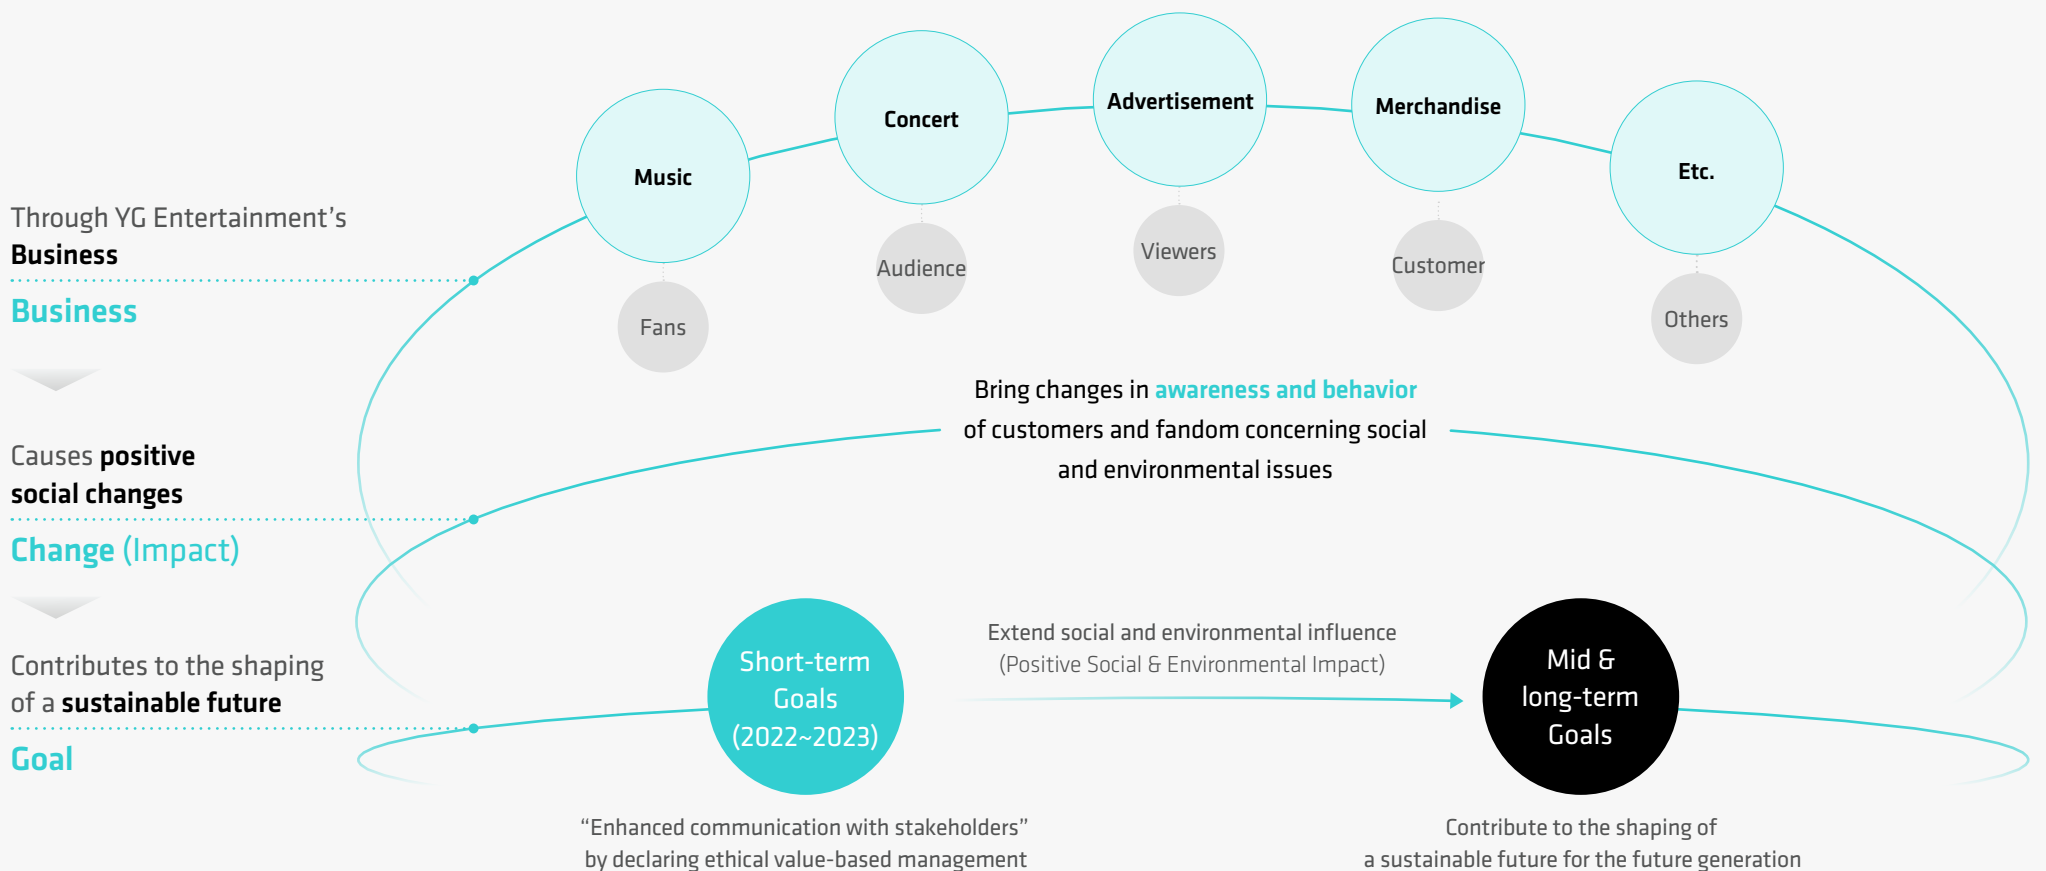 Through YG Entertainment’s
Business
Business
Music
Concert
Advertisement
Merchandise
Etc.
Fans
Audience
Viewers
Customer
Others
Causes positive
social changes
Change (Impact)
Bring changes in awareness and behavior
of customers and fandom concerning social
and environmental issues
Contributes to the shaping
of a sustainable future
Goal
Short-term
Goals
(2022~2023)
Extend social and environmental influence
(Positive Social & Environmental Impact)
Mid &
long-term
Goals
“Enhanced communication with stakeholders”
by declaring ethical value-based management
Contribute to the shaping of
a sustainable future for the future generation